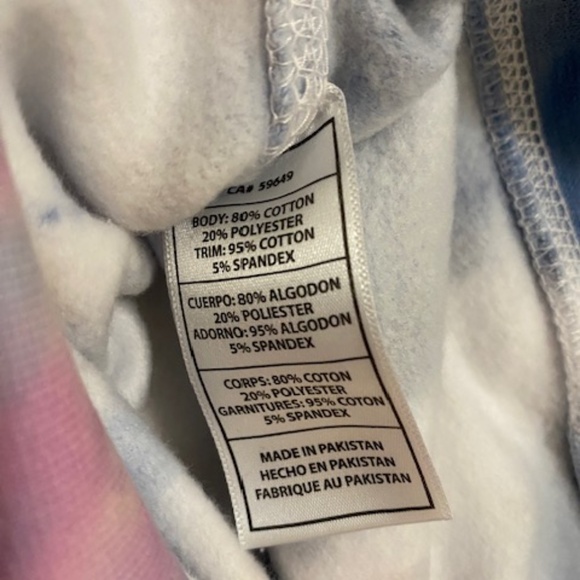 CA# 59649
BODY: 80% COTTON
20% POLYESTER
TRIM: 95% COTTON
5% SPANDEX
CUERPO: 80% ALGODON
20% POLIESTER
ADORNO: 95% ALGODON
5% SPANDEX
CORPS: 80% COTON
20% POLYESTER
GARNITURES: 95% COTON
5% SPANDEX
MADE IN PAKISTAN
HECHO EN PAKISTAN
FABRIQUE AU PAKISTAN